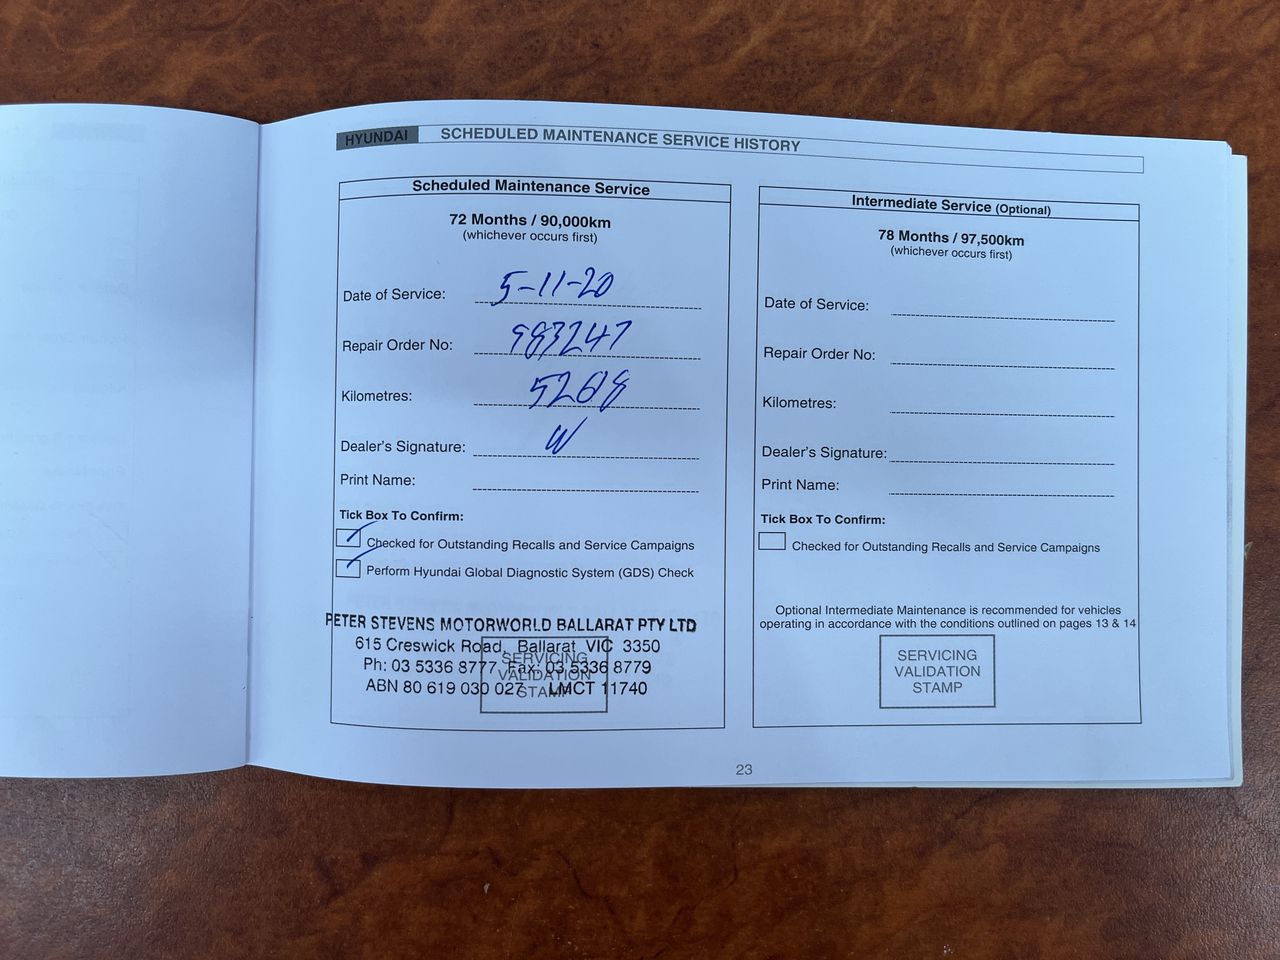 HYUNDAI SCHEDULED MAINTENANCE SERVICE HISTORY
Scheduled Maintenance Service
72 Months / 90,000km
(whichever occurs first)
Date of Service: 5-11-20
Repair Order No: 983247
Kilometres: 52618
Dealer's Signature: W
Print Name:
Tick Box To Confirm:
Checked for Outstanding Recalls and Service Campaigns
Perform Hyundai Global Diagnostic System (GDS) Check
PETER STEVENS MOTORWORLD BALLARAT PTY LTD
615 Creswick Road, Ballarat VIC 3350
Ph: 03 5336 8777 Fax: 03 5336 8779
ABN 80 619 030 027 LMCT 11740
SERVICING
VALIDATION
STAMP
Intermediate Service (Optional)
78 Months / 97,500km
(whichever occurs first)
Date of Service:
Repair Order No:
Kilometres:
Dealer's Signature:
Print Name:
Tick Box To Confirm:
Checked for Outstanding Recalls and Service Campaigns
Optional Intermediate Maintenance is recommended for vehicles
operating in accordance with the conditions outlined on pages 13 & 14
SERVICING
VALIDATION
STAMP
23